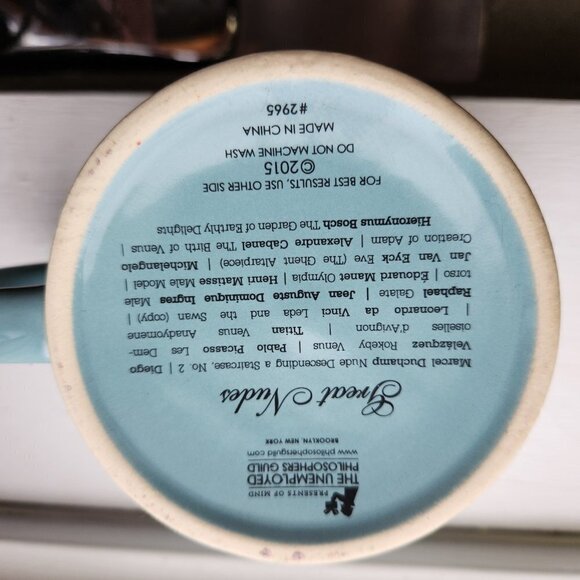 PRESENTS OF MIND
THE UNEMPLOYED
PHILOSOPHERS GUILD
www.philosophersguild.com
BROOKLYN, NEW YORK
Great Nudes
Marcel Duchamp Nude Descending a Staircase, No. 2 | Diego
Velázquez Rokeby Venus | Pablo Picasso Les Dem-
oiselles d'Avignon | Titian Venus Anadyomene
| Leonardo da Vinci Leda and the Swan (copy) |
Raphael Galate | Jean Auguste Dominique Ingres Male
torso | Édouard Manet Olympia | Henri Matisse Male Model |
Jan Van Eyck Eve (The Ghent Altarpiece) | Michelangelo
Creation of Adam | Alexandre Cabanel The Birth of Venus |
Hieronymus Bosch The Garden of Earthly Delights
FOR BEST RESULTS, USE OTHER SIDE
©2015
DO NOT MACHINE WASH
MADE IN CHINA
#2965